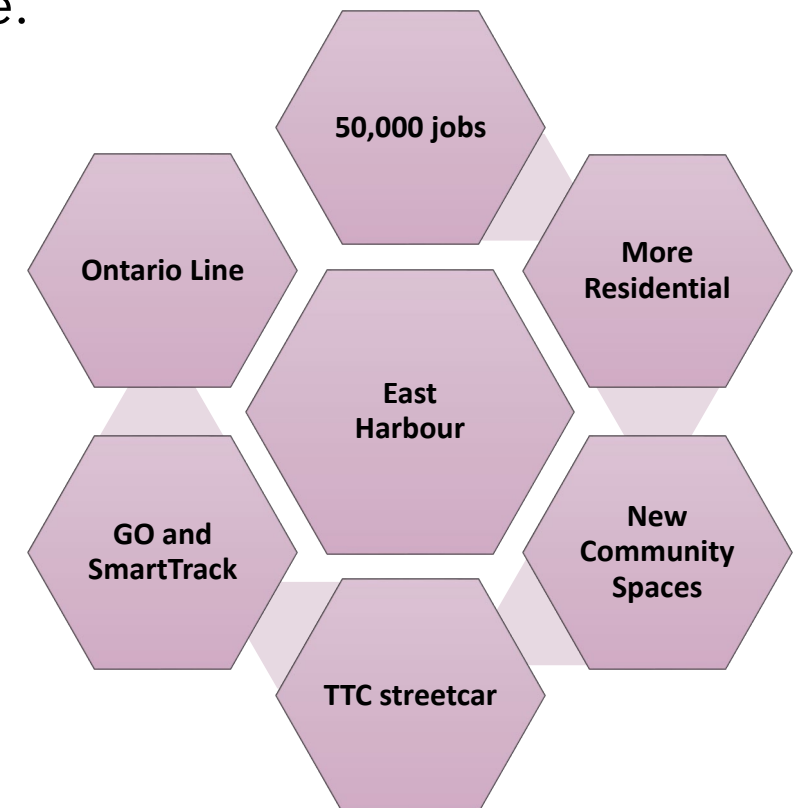 e.
50,000 jobs
Ontario Line
More
Residential
East
Harbour
GO and
SmartTrack
New
Community
Spaces
TTC streetcar